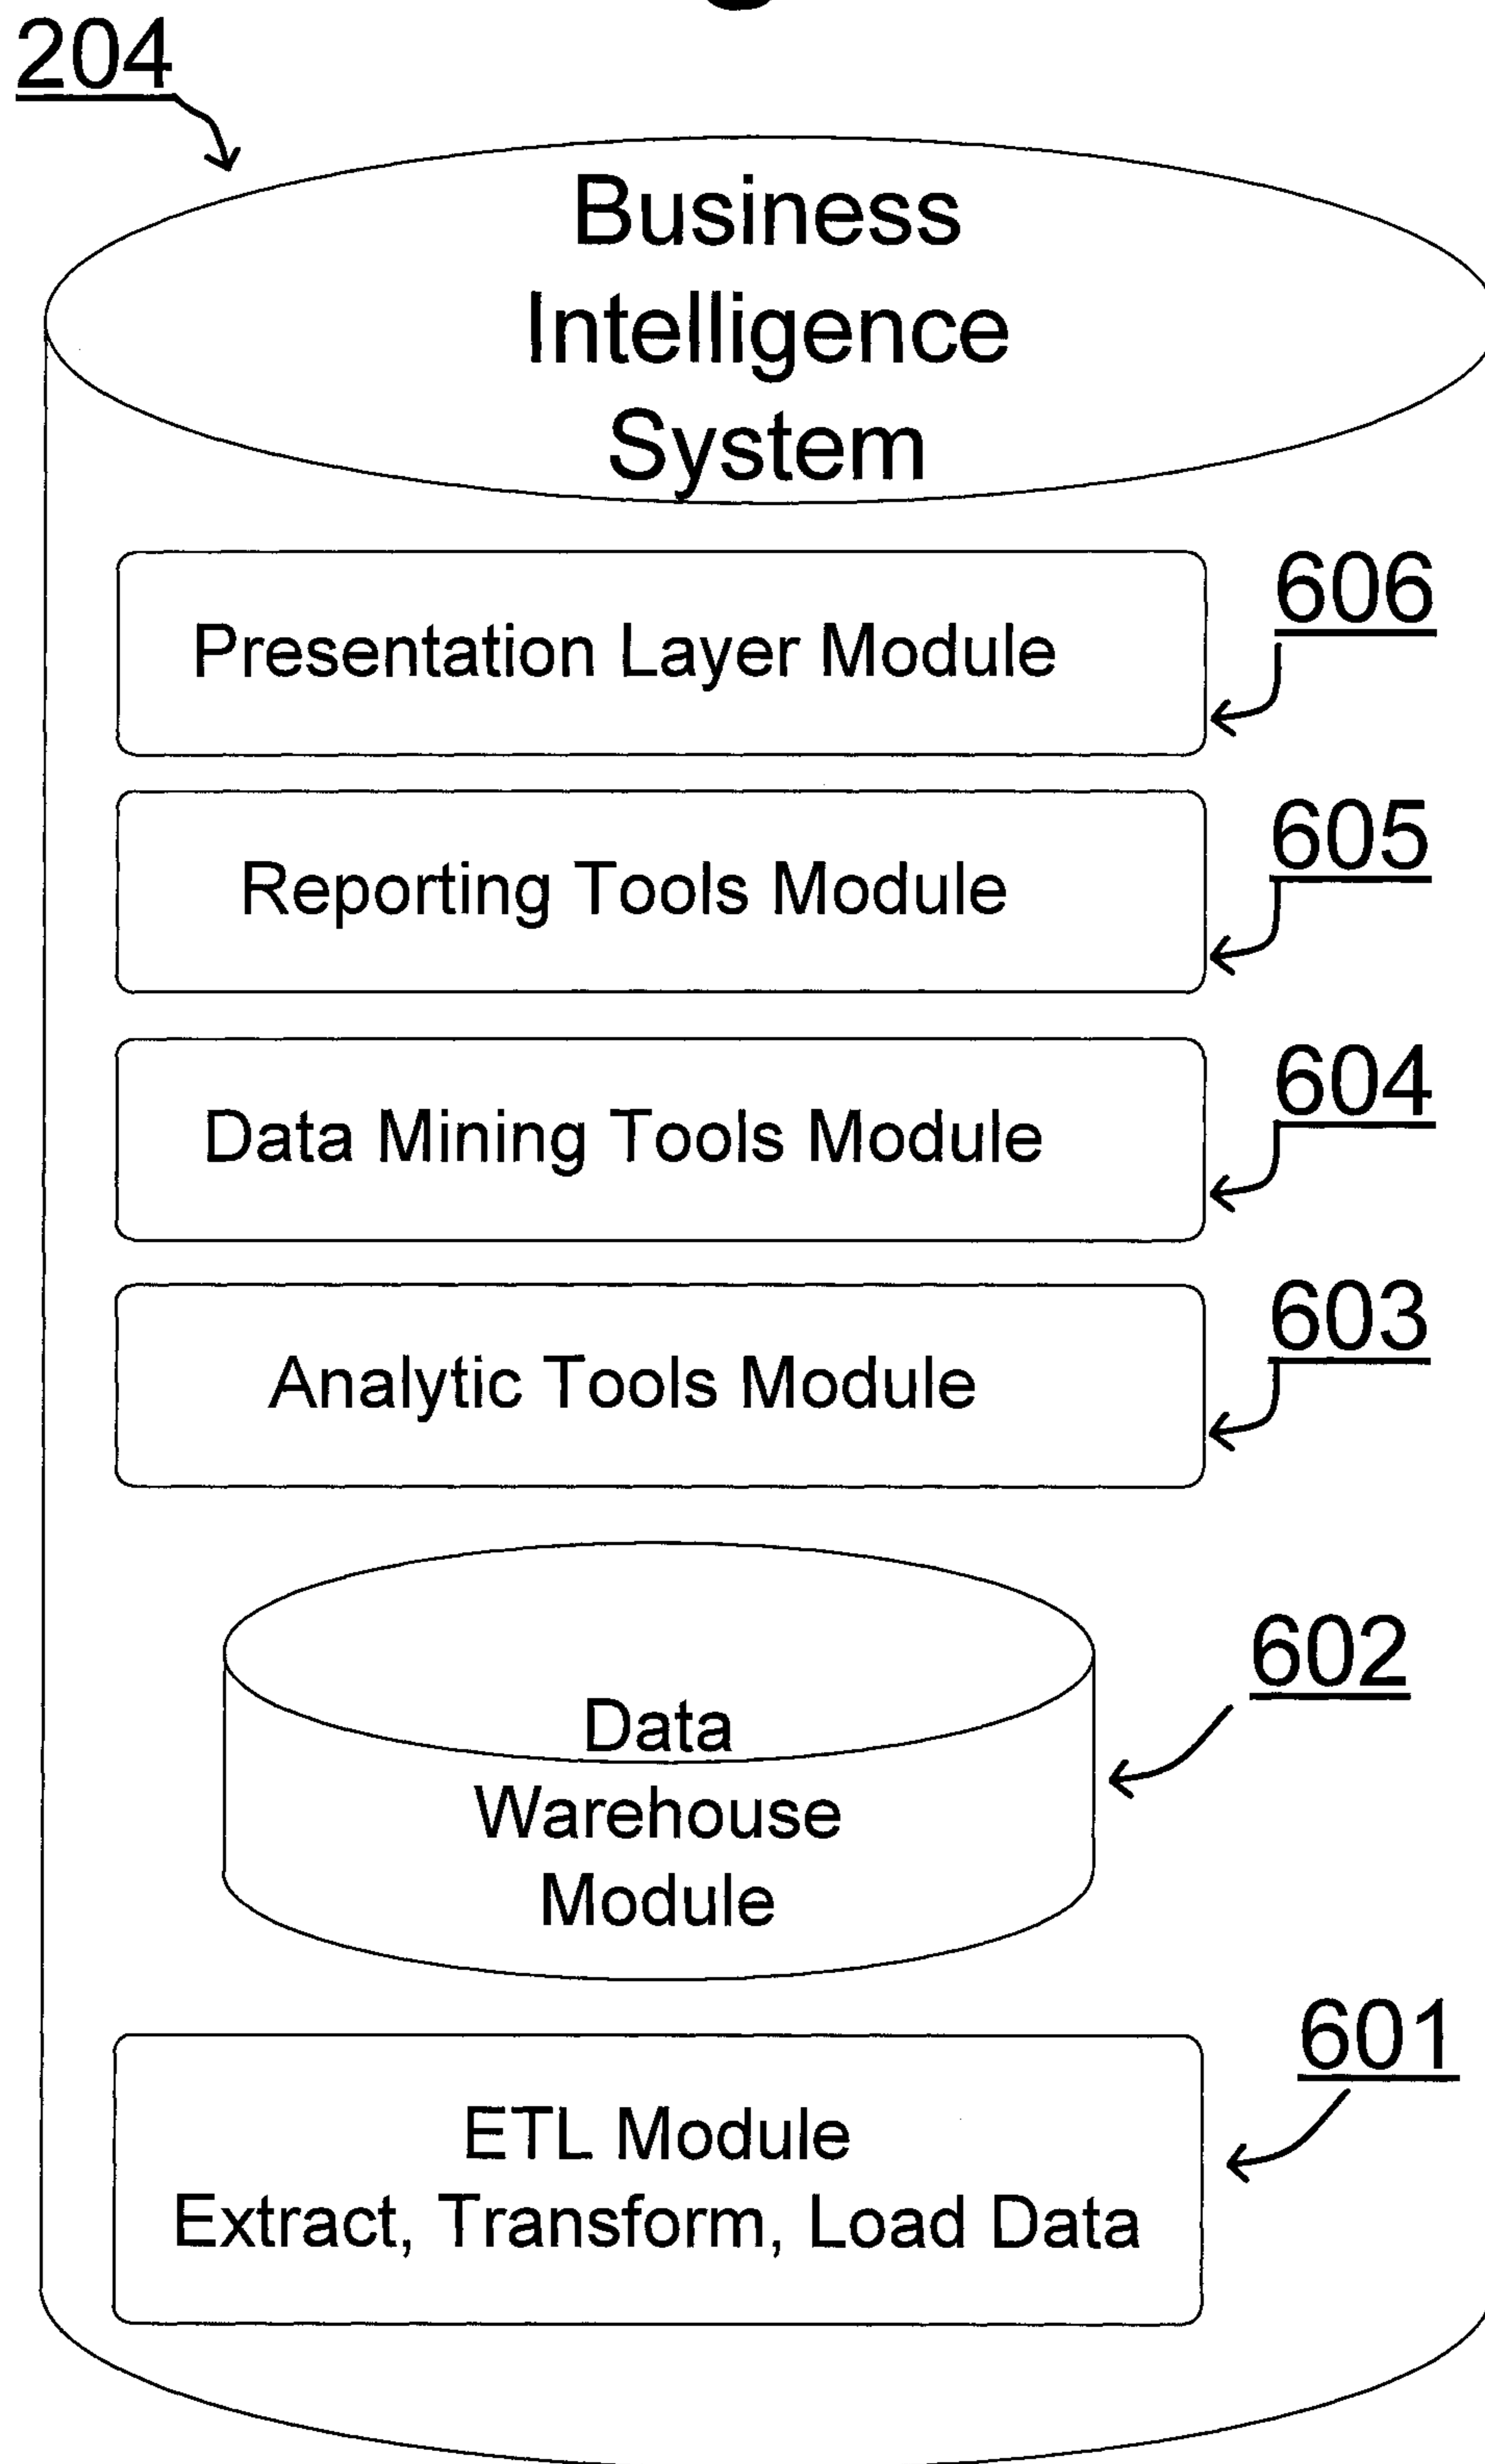 204
Business
Intelligence
System
Presentation Layer Module
606
Reporting Tools Module
605
Data Mining Tools Module
604
Analytic Tools Module
603
Data
Warehouse
Module
602
ETL Module
Extract, Transform, Load Data
601